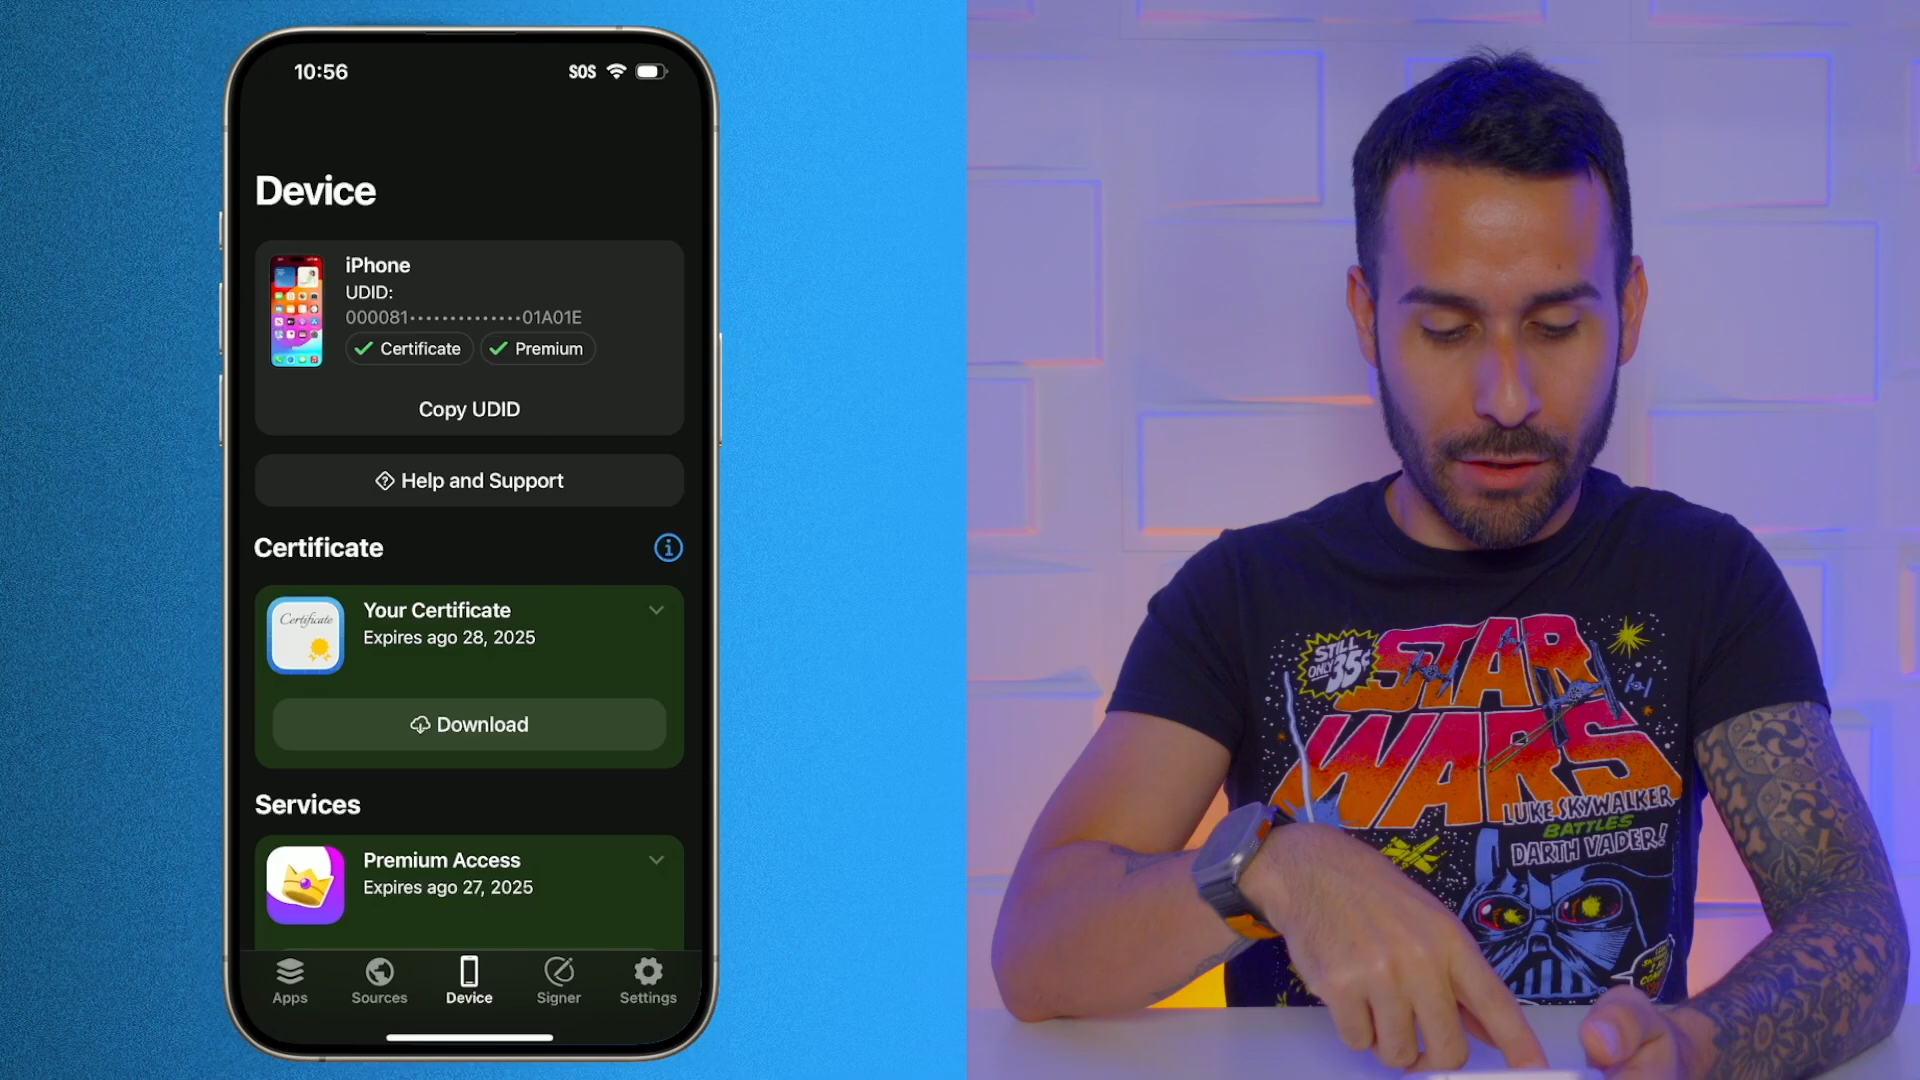 10:56
SOS
Device
iPhone
UDID:
000081••••••••••••••01A01E
Certificate
Premium
Copy UDID
Help and Support
Certificate
Certificate
Your Certificate
Expires ago 28, 2025
Download
Services
Premium Access
Expires ago 27, 2025
Apps
Sources
Device
Signer
Settings
STILL
ONLY 35¢
STAR
WARS
LUKE SKYWALKER
BATTLES
DARTH VADER!